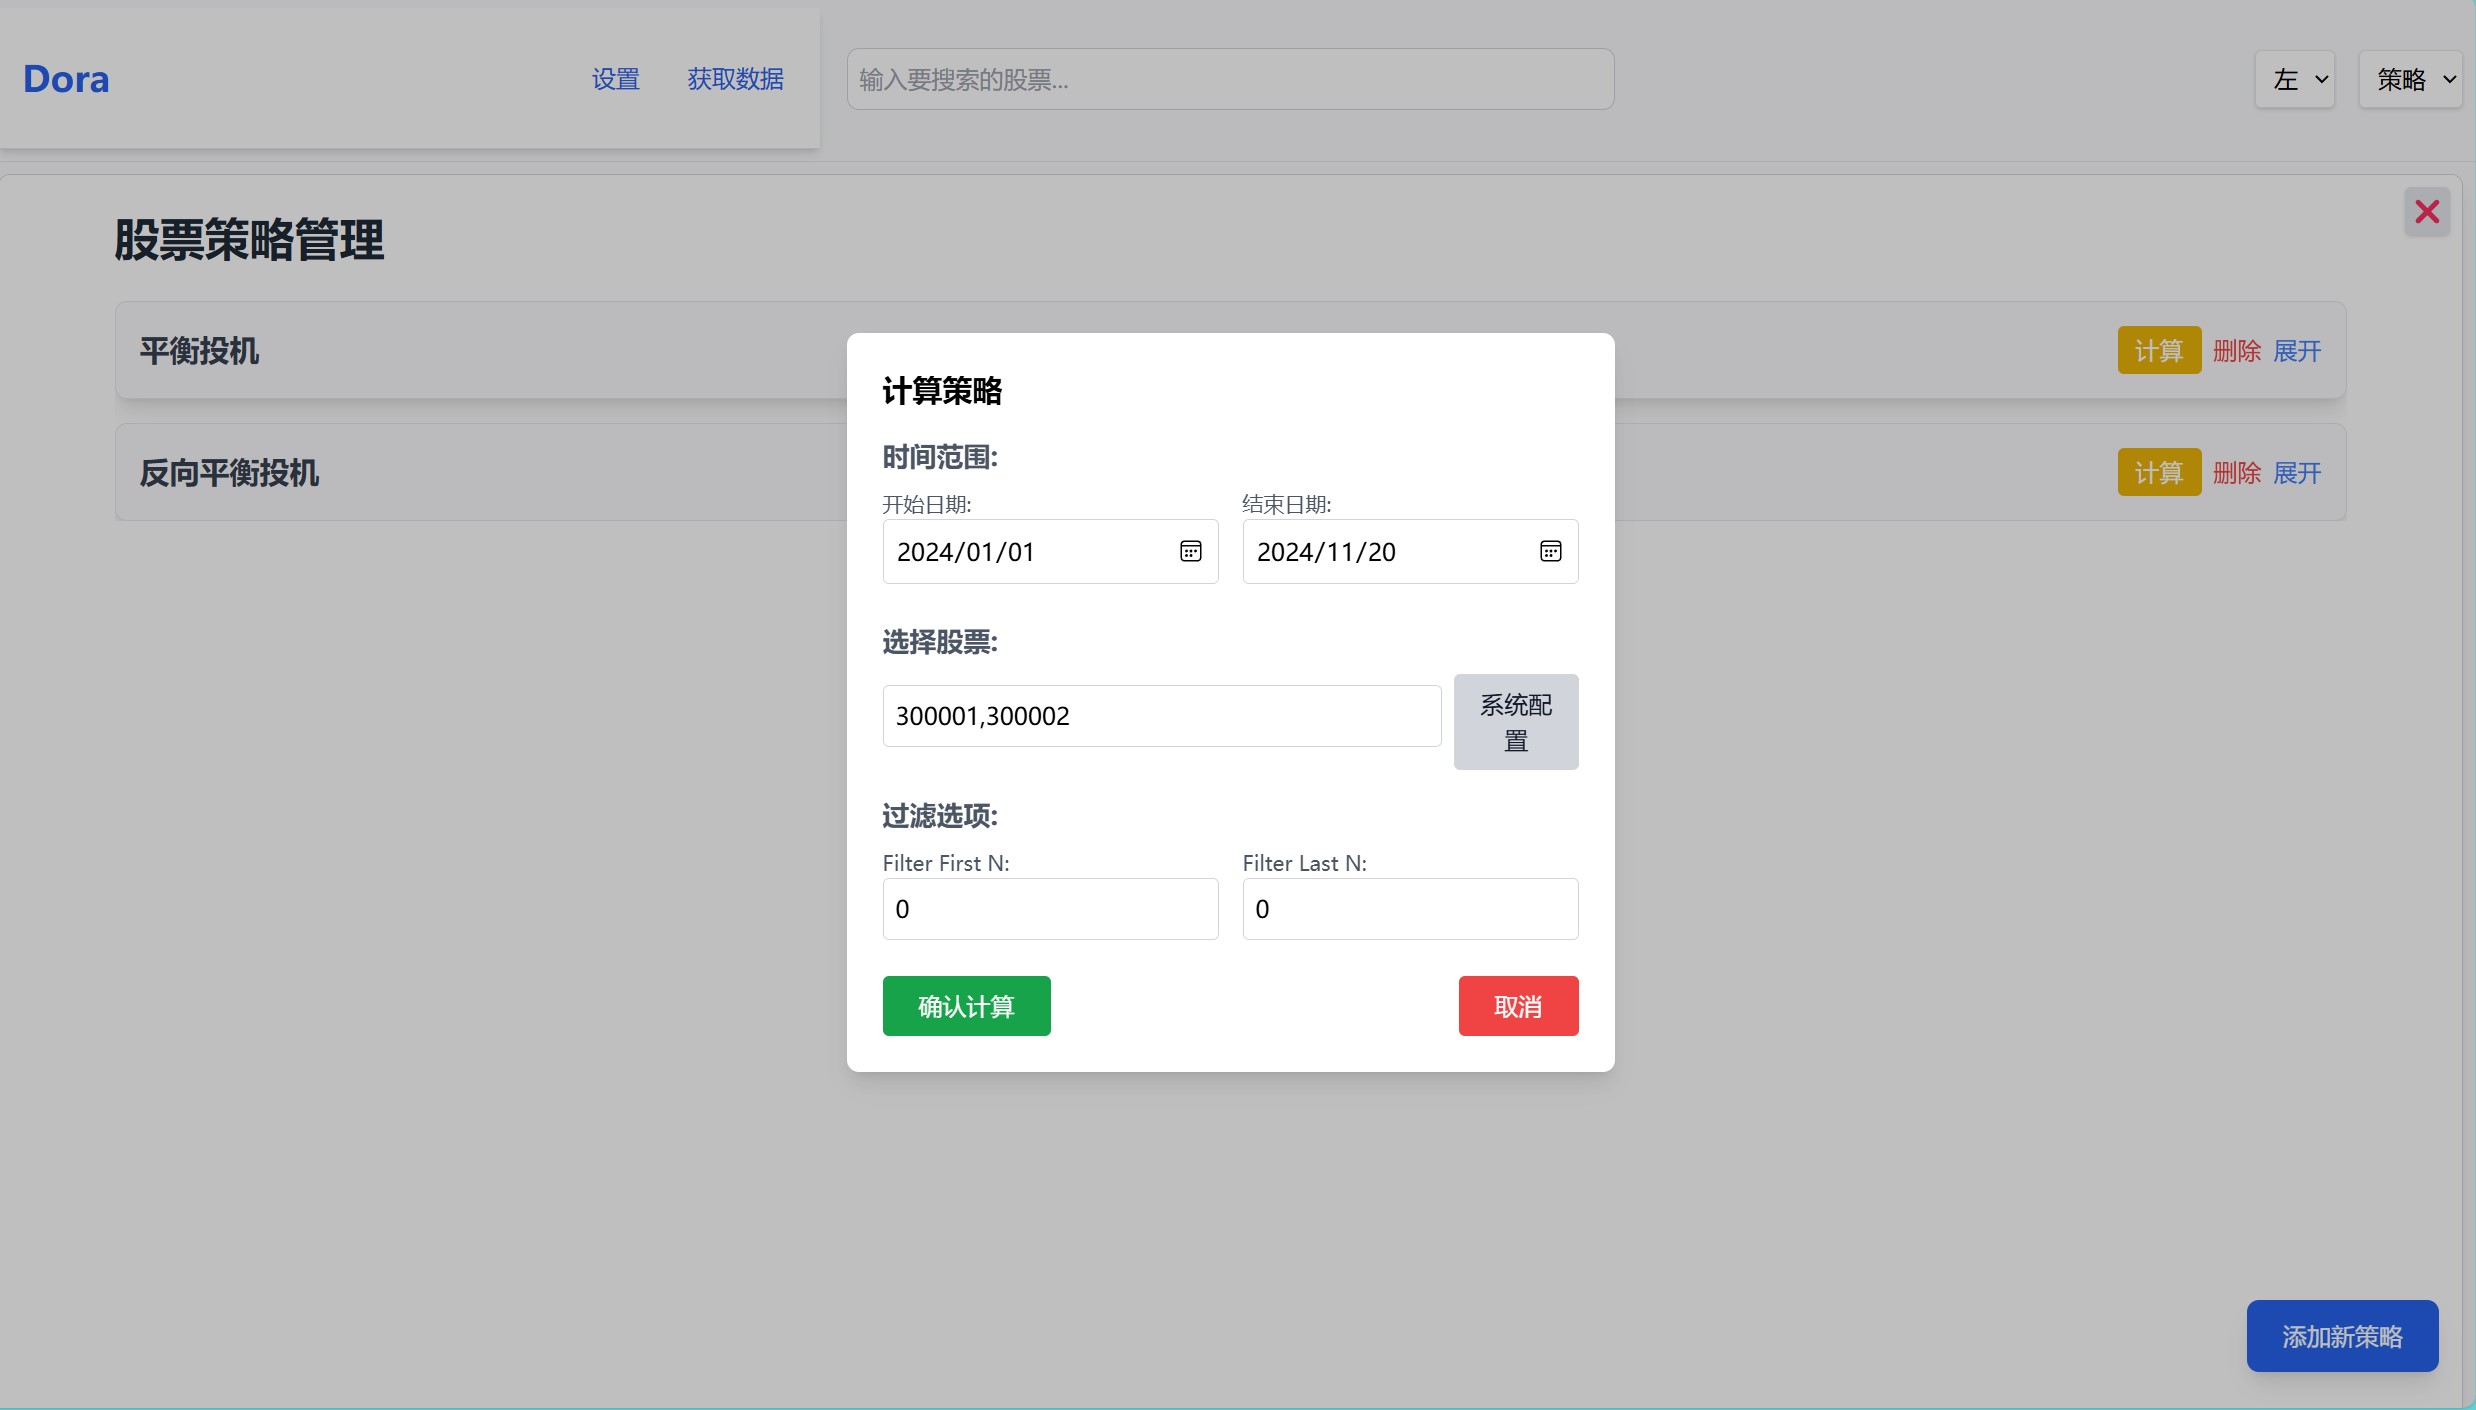 Dora
设置
获取数据
输入要搜索的股票...
左
策略
股票策略管理
平衡投机
计算
删除
展开
反向平衡投机
计算
删除
展开
计算策略
时间范围:
开始日期:
结束日期:
2024/01/01
2024/11/20
选择股票:
300001,300002
系统配
置
过滤选项:
Filter First N:
Filter Last N:
0
0
确认计算
取消
添加新策略